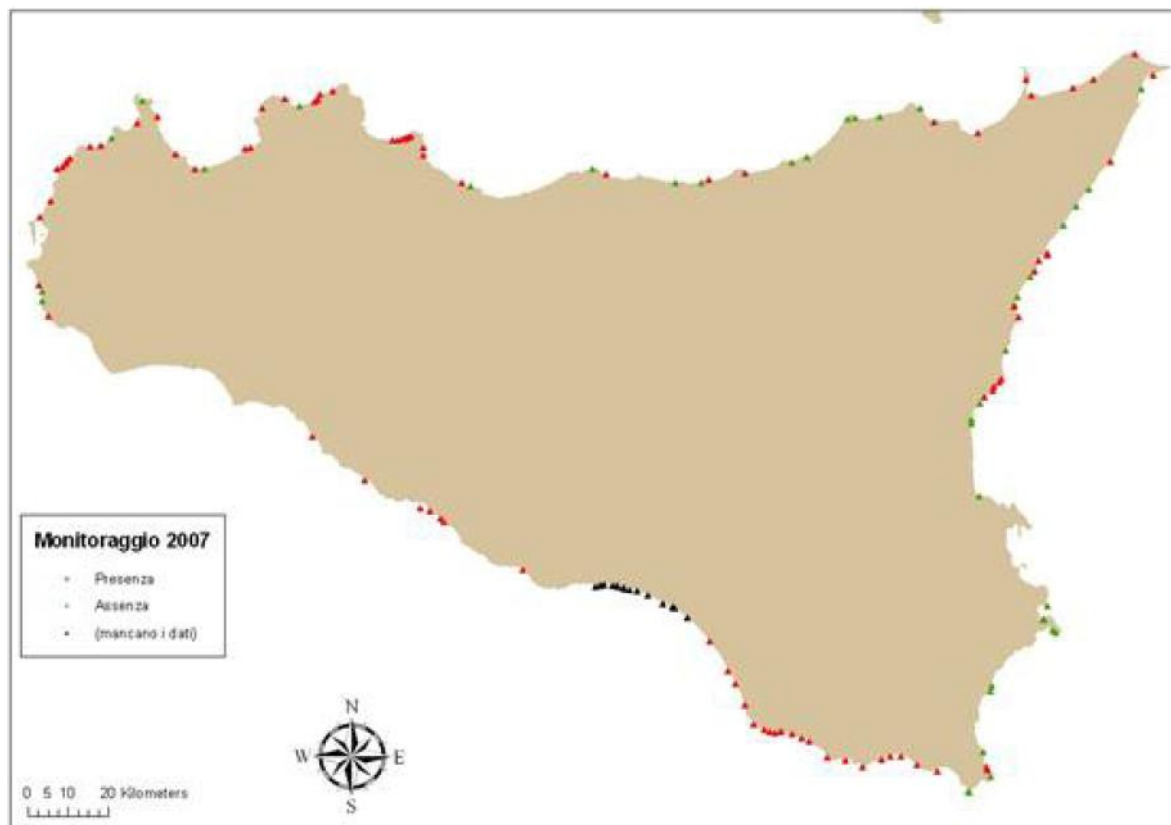 Monitoraggio 2007
Presenza
Assenza
(mancano i dati)
N
W E
S
0 5 10 20 Kilometers